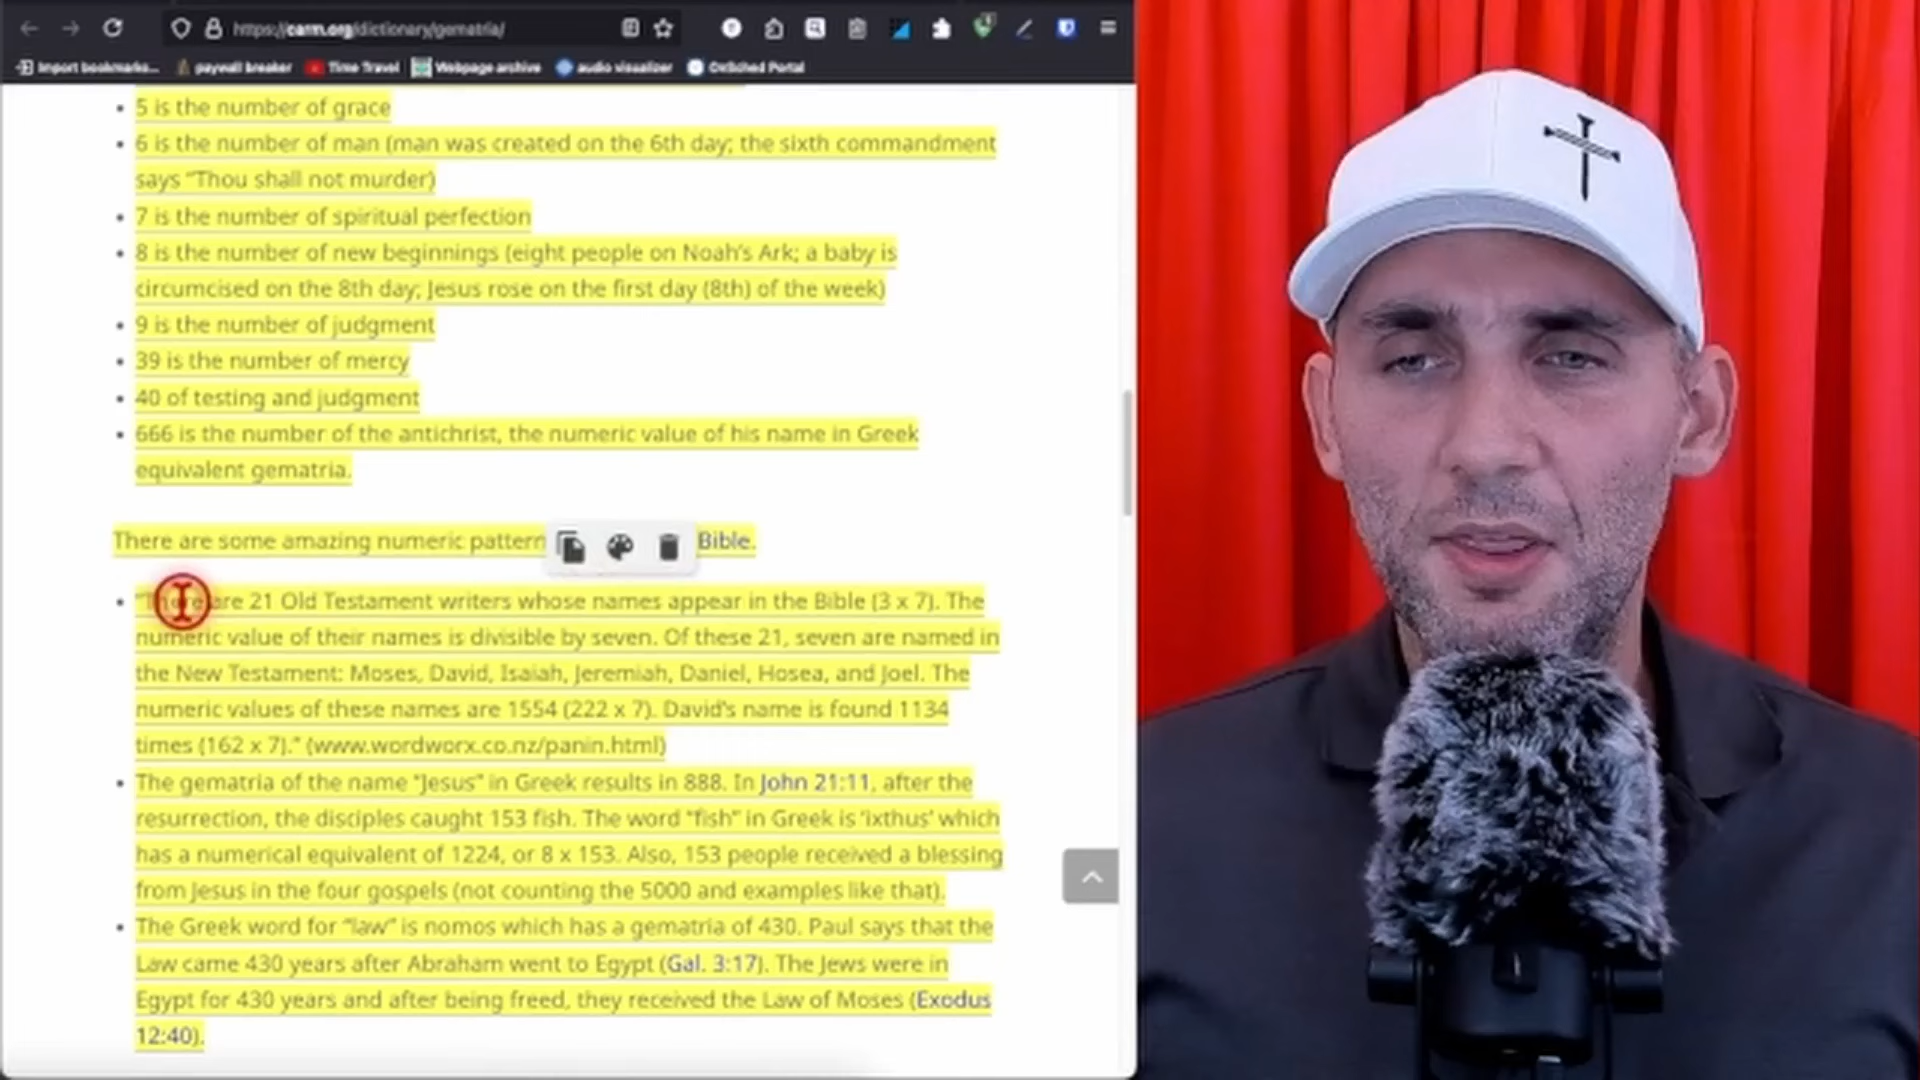 https://carm.org/dictionary/gematria/
Import bookmarks...
paywall breaker
Time Travel
Webpage archive
audio visualizer
OnSched Portal
5 is the number of grace
6 is the number of man (man was created on the 6th day; the sixth commandment
says “Thou shall not murder)
7 is the number of spiritual perfection
8 is the number of new beginnings (eight people on Noah’s Ark; a baby is
circumcised on the 8th day; Jesus rose on the first day (8th) of the week)
9 is the number of judgment
39 is the number of mercy
40 of testing and judgment
666 is the number of the antichrist, the numeric value of his name in Greek
equivalent gematria.
There are some amazing numeric pattern Bible.
“There are 21 Old Testament writers whose names appear in the Bible (3 x 7). The
numeric value of their names is divisible by seven. Of these 21, seven are named in
the New Testament: Moses, David, Isaiah, Jeremiah, Daniel, Hosea, and Joel. The
numeric values of these names are 1554 (222 x 7). David’s name is found 1134
times (162 x 7).” (www.wordworx.co.nz/panin.html)
The gematria of the name “Jesus” in Greek results in 888. In John 21:11, after the
resurrection, the disciples caught 153 fish. The word “fish” in Greek is ‘ixthus’ which
has a numerical equivalent of 1224, or 8 x 153. Also, 153 people received a blessing
from Jesus in the four gospels (not counting the 5000 and examples like that).
The Greek word for “law” is nomos which has a gematria of 430. Paul says that the
Law came 430 years after Abraham went to Egypt (Gal. 3:17). The Jews were in
Egypt for 430 years and after being freed, they received the Law of Moses (Exodus
12:40).